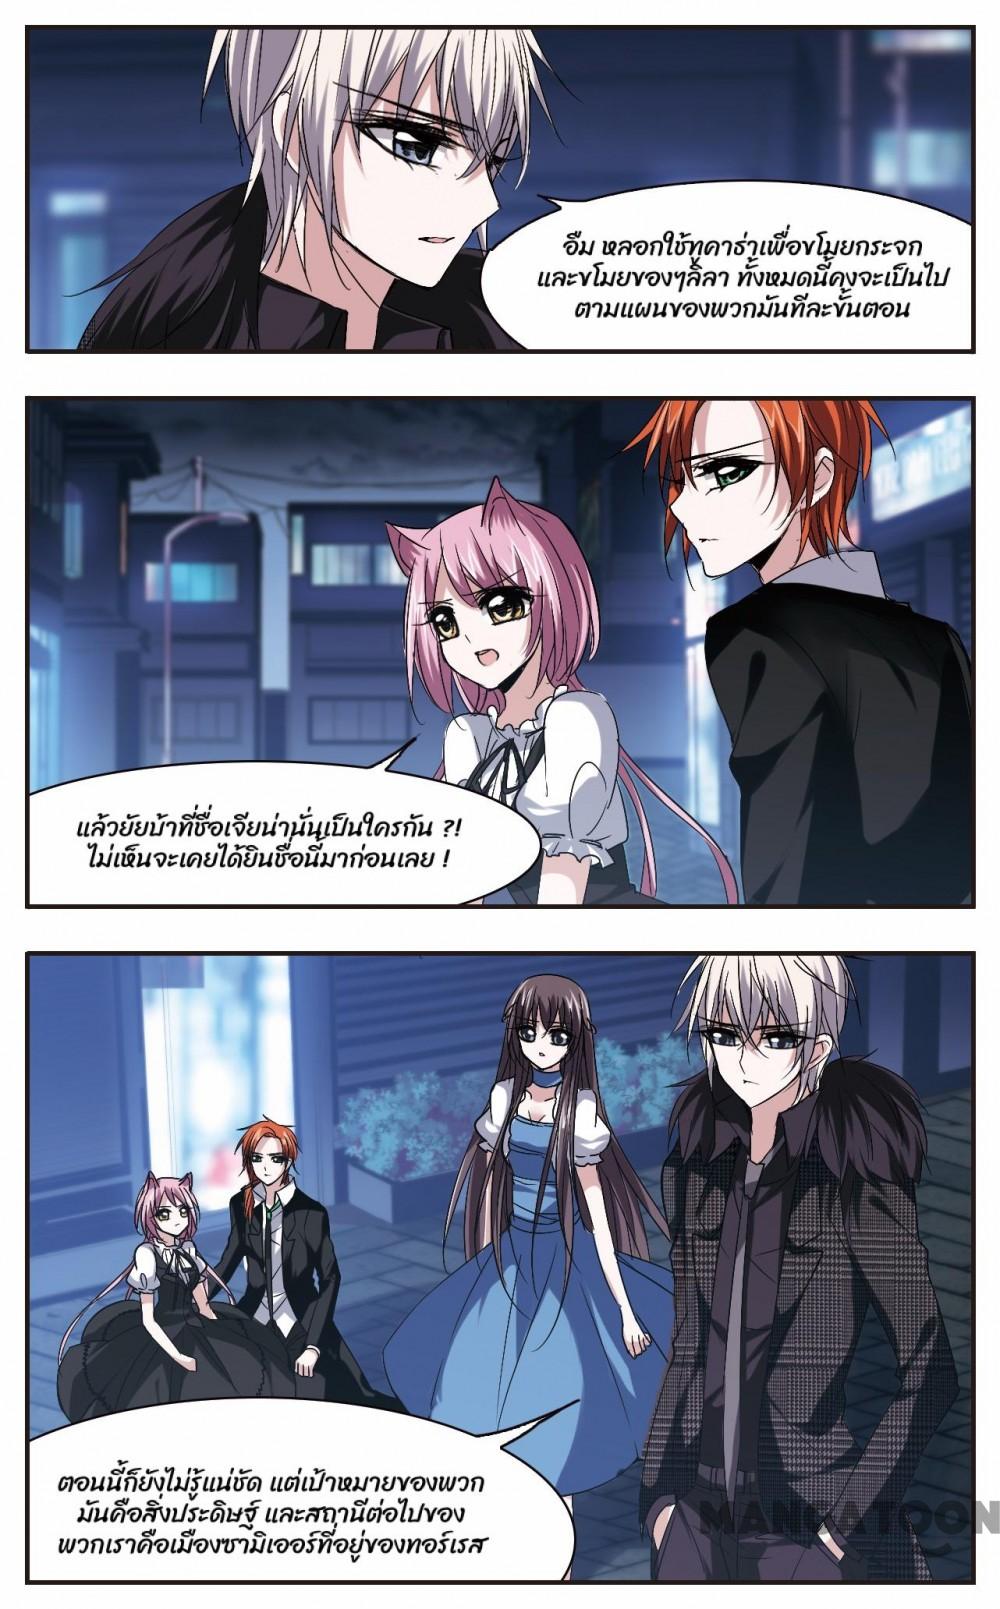 อืม หลอกใช้ทูคาธ่าเพื่อขโมยกระจก
และขโมยของๆลิลา ทั้งหมดนี้คงจะเป็นไป
ตามแผนของพวกมันทีละขั้นตอน
แล้วยัยบ้าที่ชื่อเจียน่านั่นเป็นใครกัน ?!
ไม่เห็นจะเคยได้ยินชื่อนี้มาก่อนเลย !
ตอนนี้ก็ยังไม่รู้แน่ชัด แต่เป้าหมายของพวก
มันคือสิ่งประดิษฐ์ และสถานีต่อไปของ
พวกเราคือเมืองซามิเออร์ที่อยู่ของทอร์เรส
MANGATOON